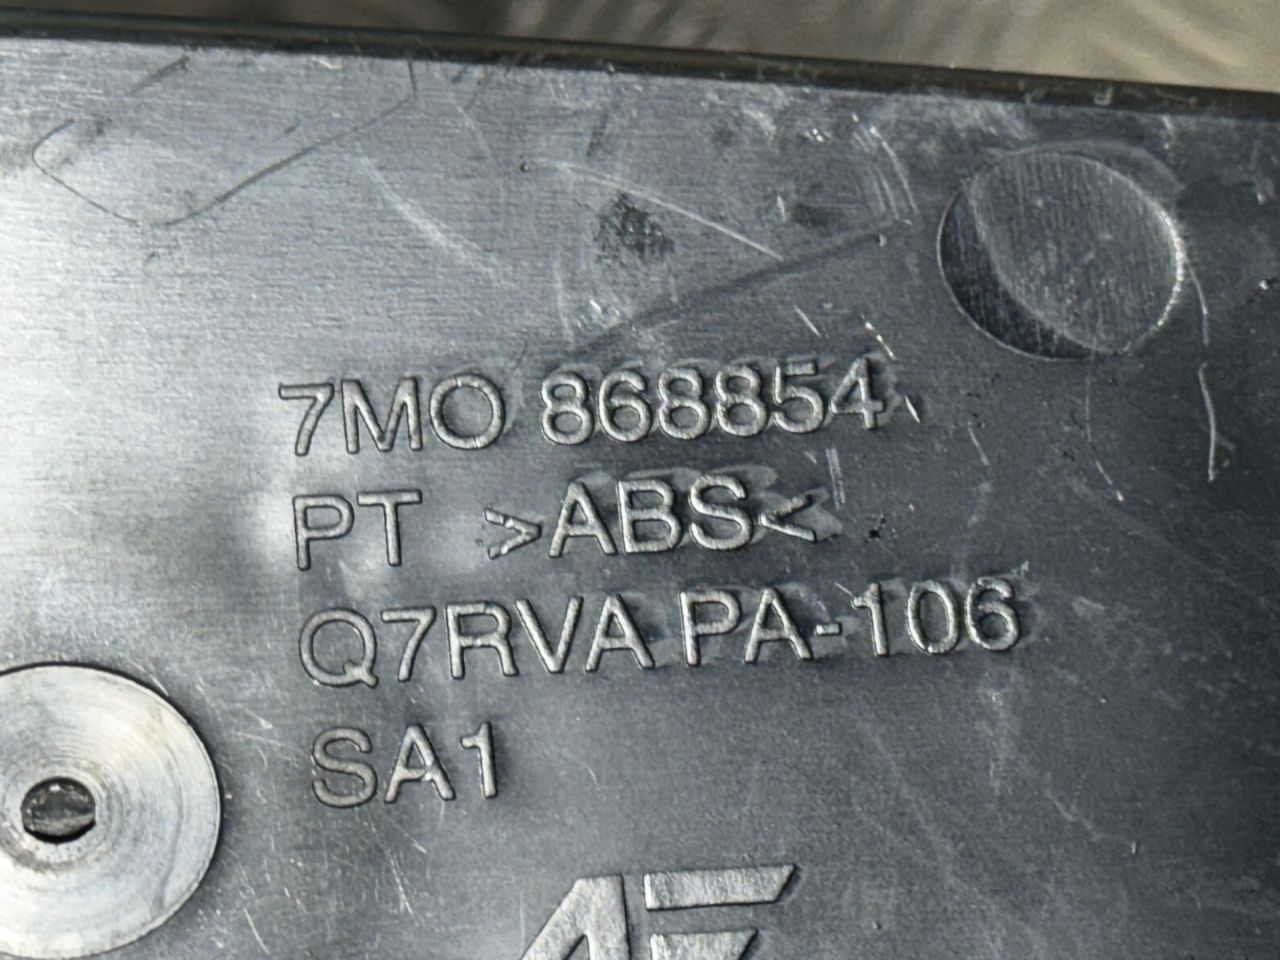 7M0 868854
PT >ABS<
Q7RVA PA-106
SA1